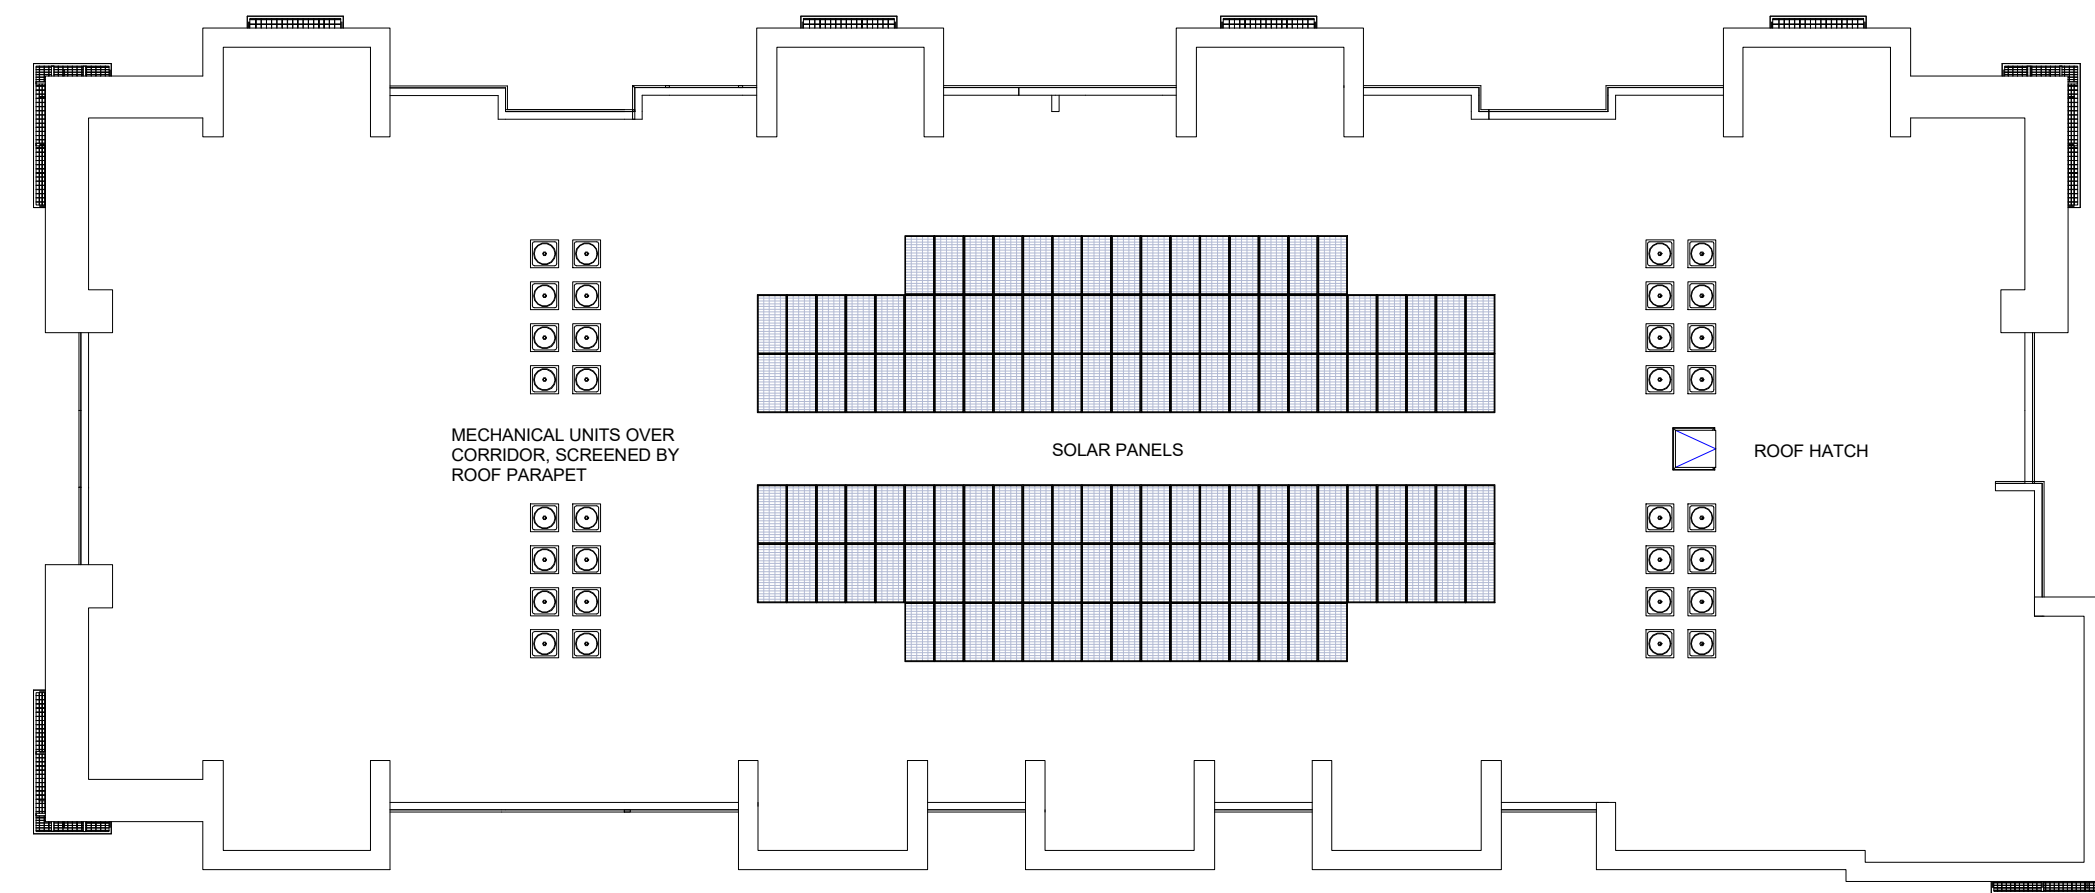 MECHANICAL UNITS OVER
CORRIDOR, SCREENED BY
ROOF PARAPET
SOLAR PANELS
ROOF HATCH